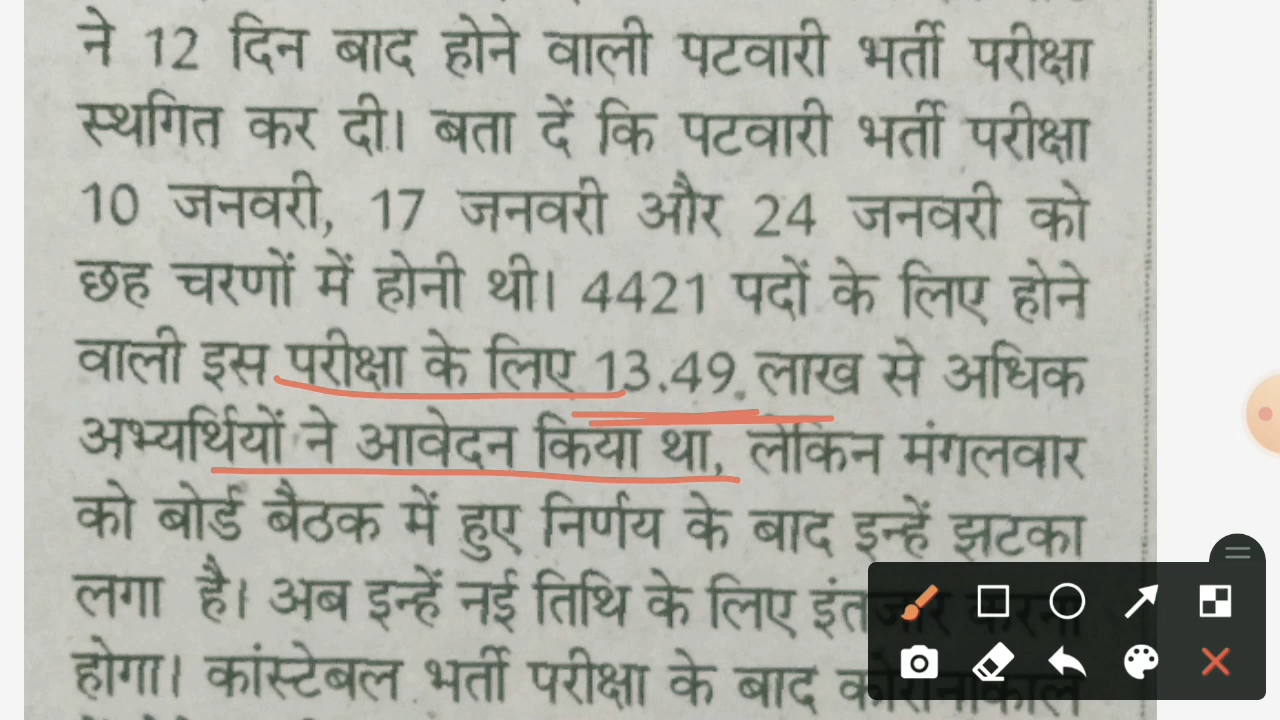 ने 12 दिन बाद होने वाली पटवारी भर्ती परीक्षा
स्थगित कर दी। बता दें कि पटवारी भर्ती परीक्षा
10 जनवरी, 17 जनवरी और 24 जनवरी को
छह चरणों में होनी थी। 4421 पदों के लिए होने
वाली इस परीक्षा के लिए 13.49 लाख से अधिक
अभ्यर्थियों ने आवेदन किया था, लेकिन मंगलवार
को बोर्ड बैठक में हुए निर्णय के बाद इन्हें झटका
लगा है। अब इन्हें नई तिथि के लिए इंतजार करना
होगा। कांस्टेबल भर्ती परीक्षा के बाद कोरोनाकाल